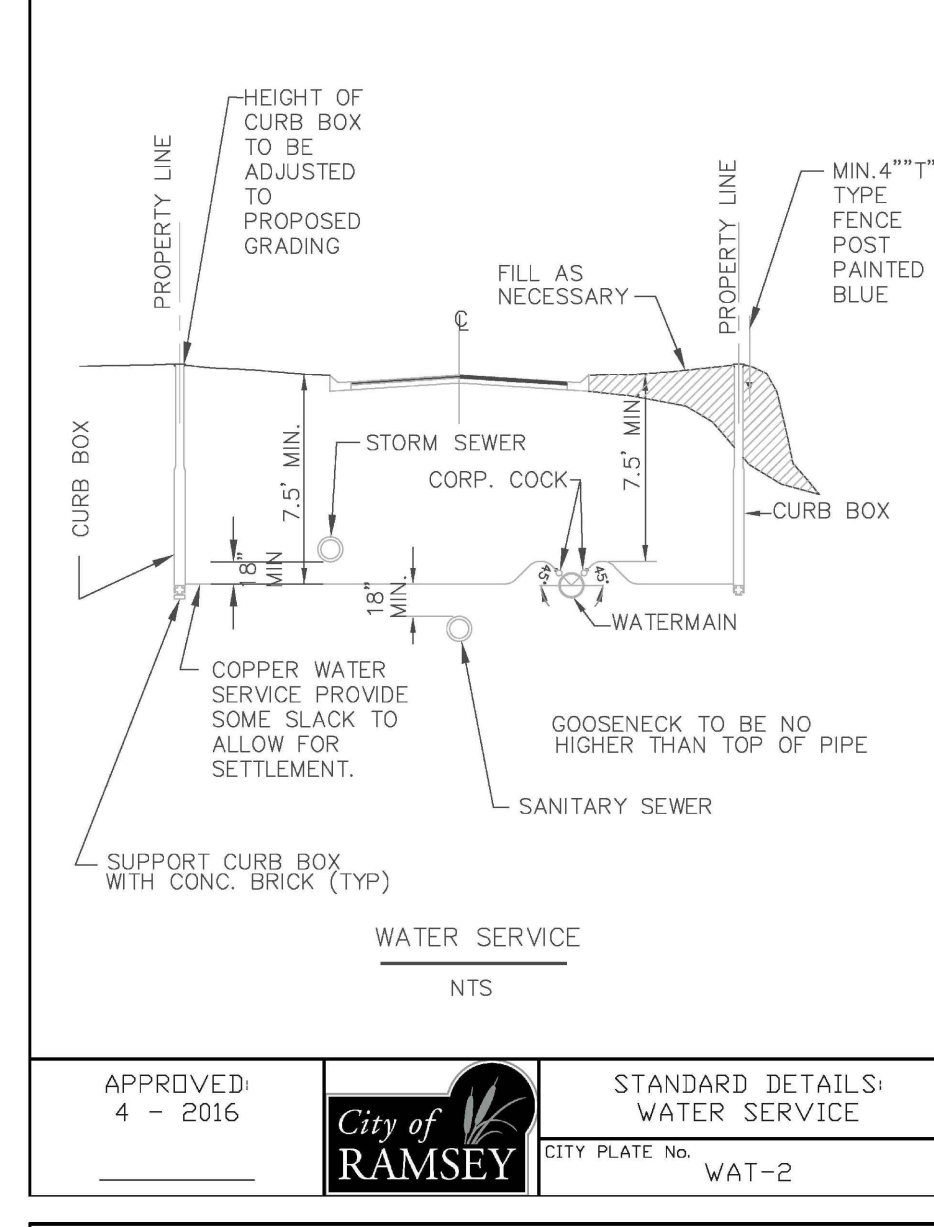 HEIGHT OF
CURB BOX
TO BE
ADJUSTED
TO
PROPOSED
GRADING
PROPERTY LINE
PROPERTY LINE
MIN.4""T"
TYPE
FENCE
POST
PAINTED
BLUE
FILL AS
NECESSARY
℄
CURB BOX
7.5' MIN.
STORM SEWER
CORP. COCK
7.5' MIN.
CURB BOX
18"
MIN
18"
MIN.
45°
45°
WATERMAIN
COPPER WATER
SERVICE PROVIDE
SOME SLACK TO
ALLOW FOR
SETTLEMENT.
GOOSENECK TO BE NO
HIGHER THAN TOP OF PIPE
SANITARY SEWER
SUPPORT CURB BOX
WITH CONC. BRICK (TYP)
WATER SERVICE
NTS
APPROVED:
4 - 2016
City of
RAMSEY
STANDARD DETAILS:
WATER SERVICE
CITY PLATE No.
WAT-2